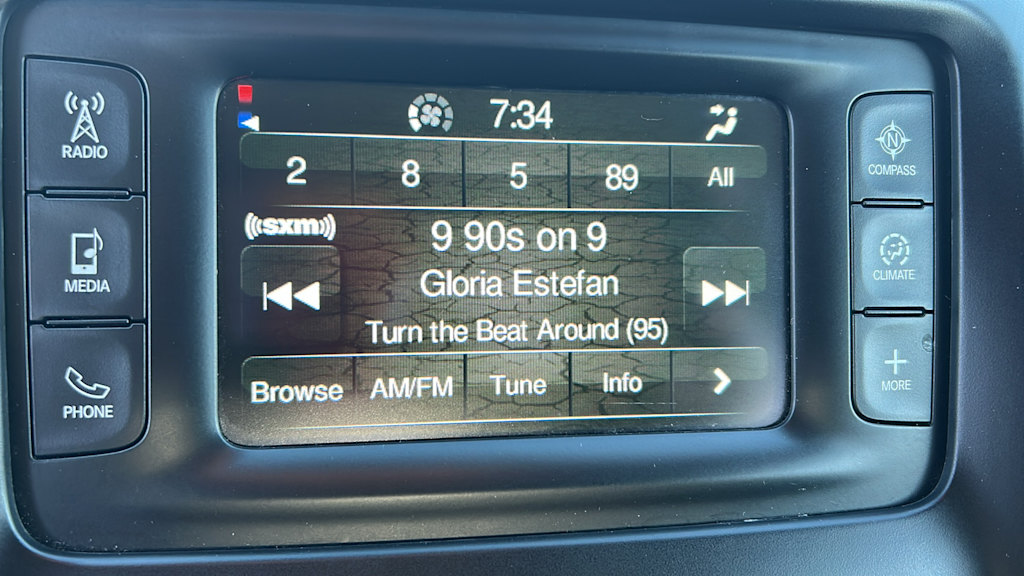 7:34
2 8 5 89 All
((sxm))
9 90s on 9
Gloria Estefan
Turn the Beat Around (95)
Browse AM/FM Tune Info
RADIO
MEDIA
PHONE
N
COMPASS
CLIMATE
MORE